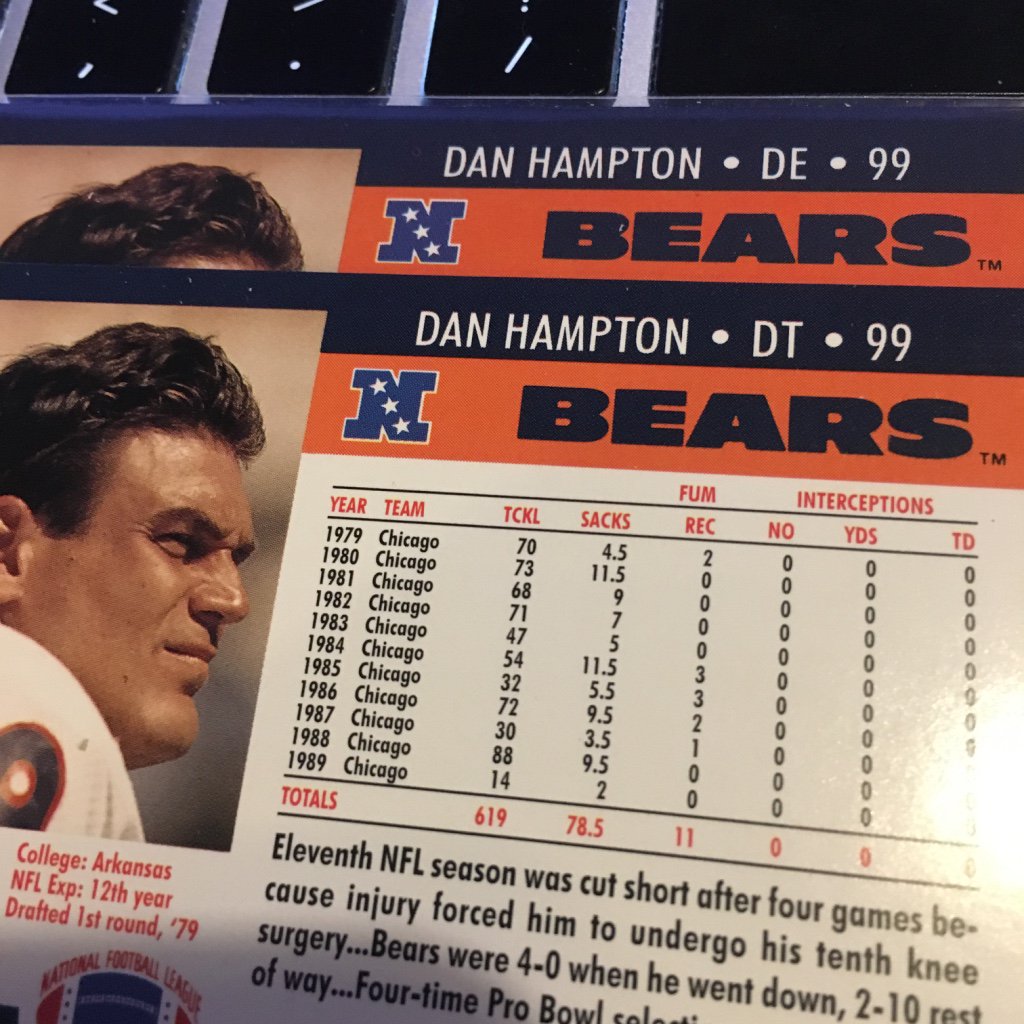 < > ?
, . /
DAN HAMPTON • DE • 99
N BEARS TM
DAN HAMPTON • DT • 99
N BEARS TM
FUM INTERCEPTIONS
YEAR TEAM TCKL SACKS REC NO YDS TD
1979 Chicago 70 4.5 2 0 0 0
1980 Chicago 73 11.5 0 0 0 0
1981 Chicago 68 9 0 0 0 0
1982 Chicago 71 7 0 0 0 0
1983 Chicago 47 5 0 0 0 0
1984 Chicago 54 11.5 3 0 0 0
1985 Chicago 32 5.5 3 0 0 0
1986 Chicago 72 9.5 2 0 0 0
1987 Chicago 30 3.5 1 0 0 0
1988 Chicago 88 9.5 0 0 0
1989 Chicago 14 2 0 0 0
TOTALS 619 78.5 11 0 0 0
Eleventh NFL season was cut short after four games be-
cause injury forced him to undergo his tenth knee
surgery...Bears were 4-0 when he went down, 2-10 rest
of way...Four-time Pro Bowl selecti
College: Arkansas
NFL Exp: 12th year
Drafted 1st round, '79
NATIONAL FOOTBALL LEAGUE